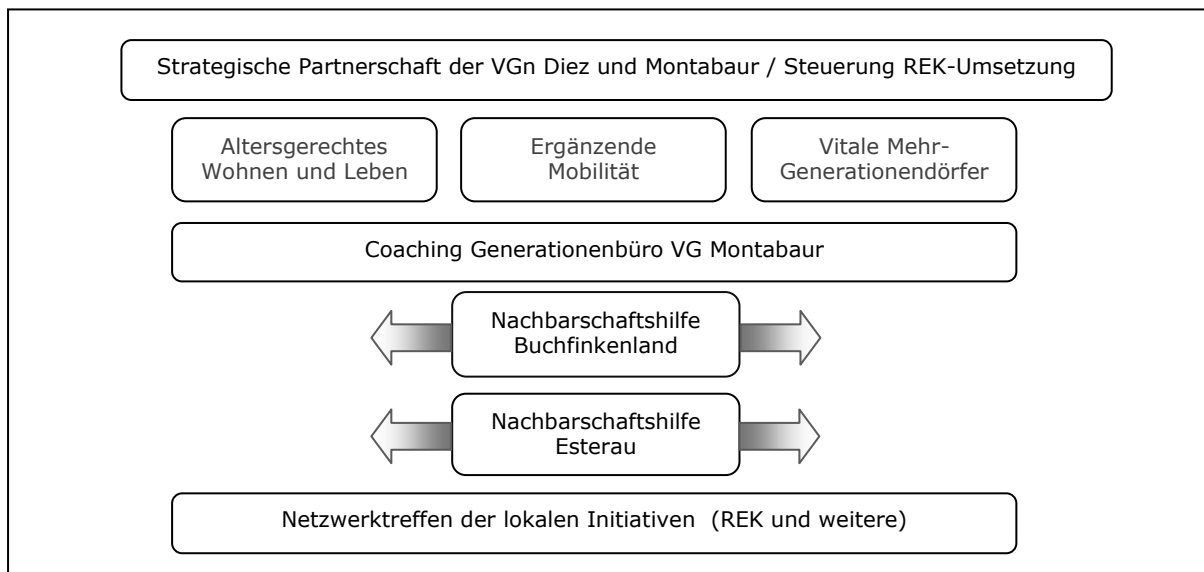 Strategische Partnerschaft der VGn Diez und Montabaur / Steuerung REK-Umsetzung
Altersgerechtes
Wohnen und Leben
Ergänzende
Mobilität
Vitale Mehr-
Generationendörfer
Coaching Generationenbüro VG Montabaur
Nachbarschaftshilfe
Buchfinkenland
Nachbarschaftshilfe
Esterau
Netzwerktreffen der lokalen Initiativen (REK und weitere)